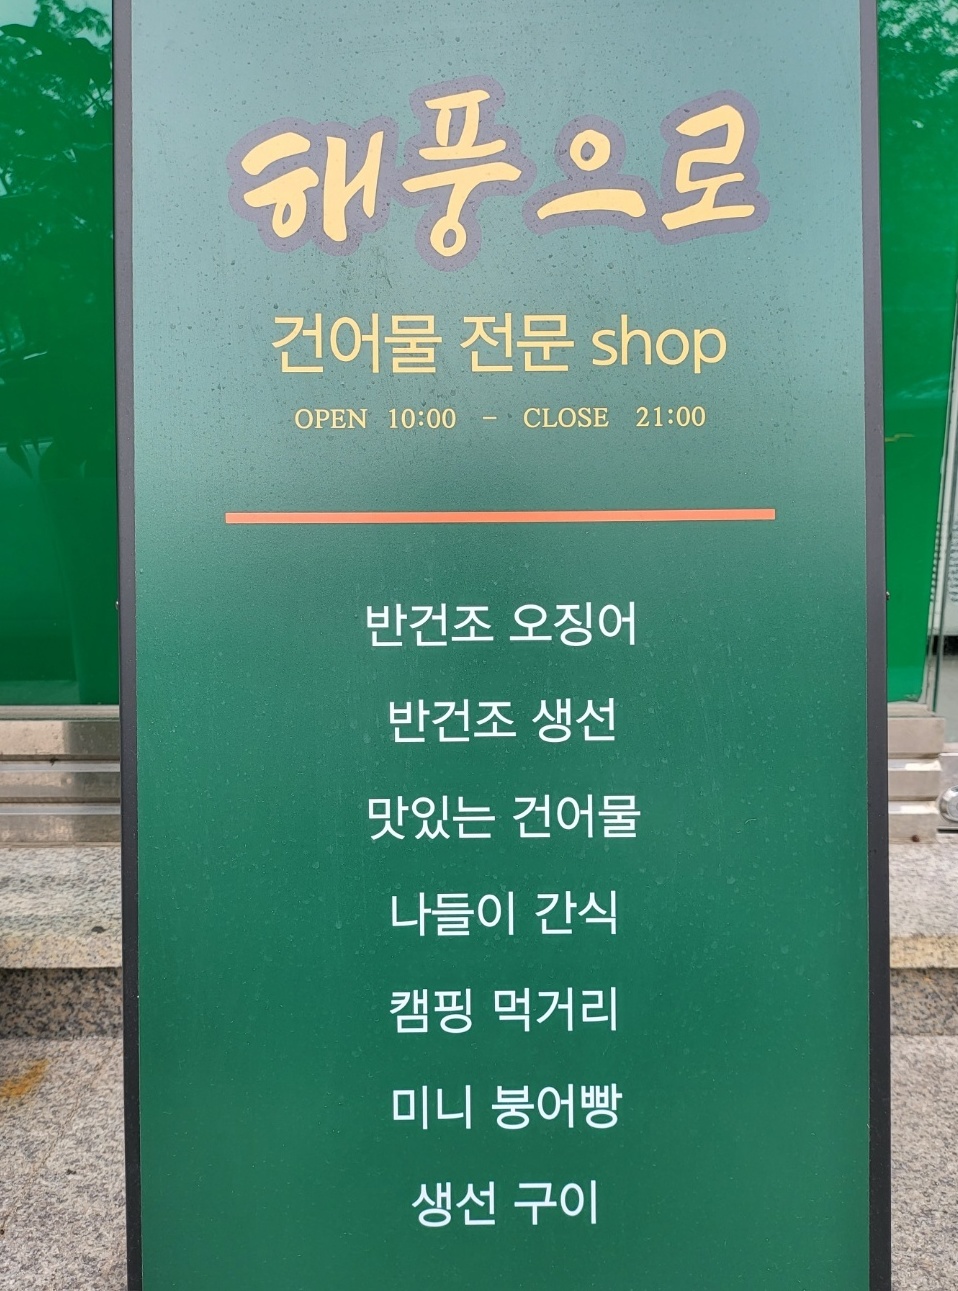 해풍으로
건어물 전문 shop
OPEN 10:00 - CLOSE 21:00
반건조 오징어
반건조 생선
맛있는 건어물
나들이 간식
캠핑 먹거리
미니 붕어빵
생선 구이